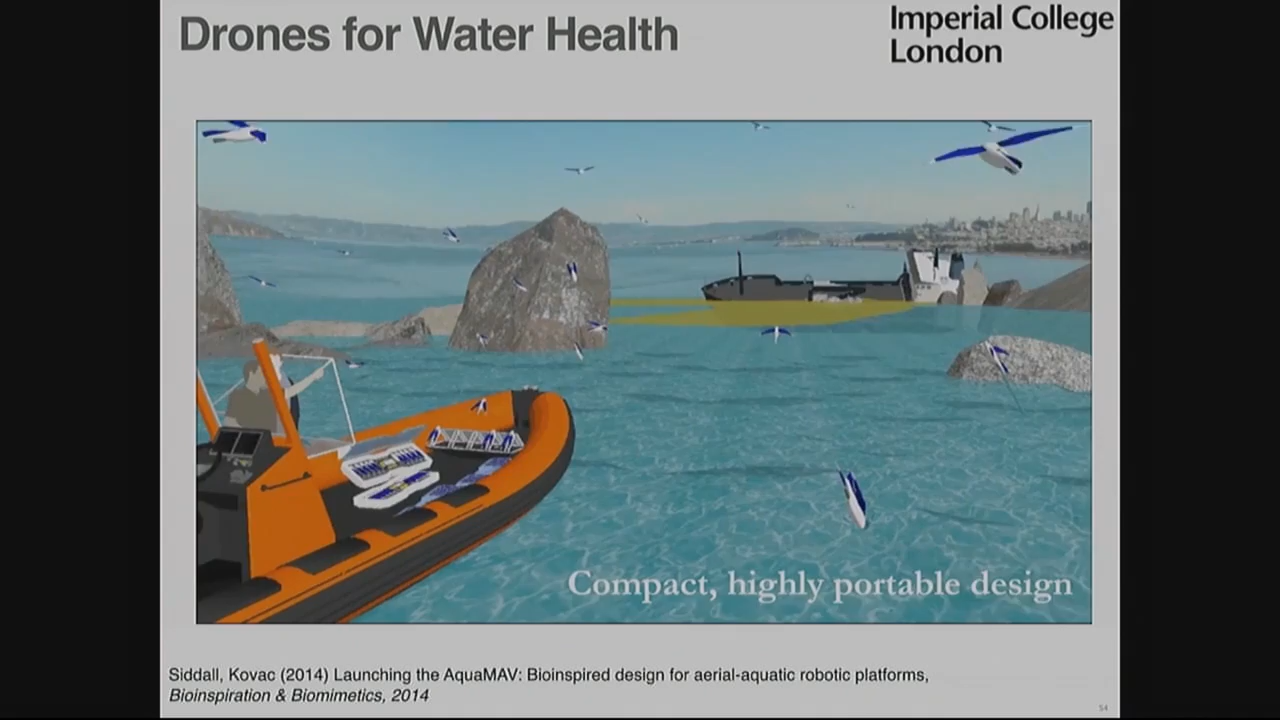 Drones for Water Health
Imperial College
London
Compact, highly portable design
Siddall, Kovac (2014) Launching the AquaMAV: Bioinspired design for aerial-aquatic robotic platforms,
Bioinspiration & Biomimetics, 2014
54